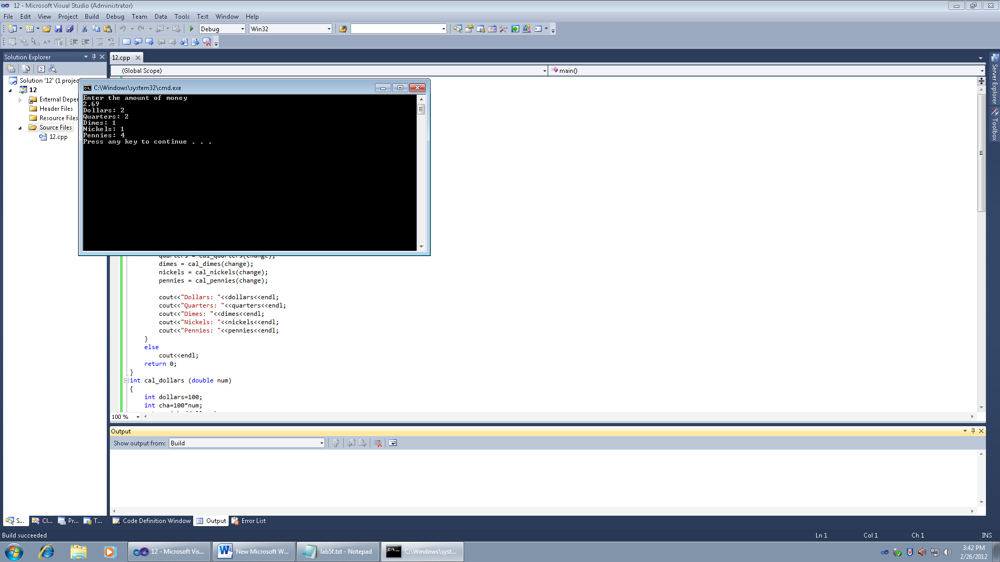 12 - Microsoft Visual Studio (Administrator)
File Edit View Project Build Debug Team Data Tools Test Window Help
Debug Win32
Solution Explorer
12.cpp
(Global Scope) main()
Solution '12' (1 projec
12
External Deper
Header Files
Resource Files
Source Files
12.cpp
C:\Windows\system32\cmd.exe
Enter the amount of money
2.69
Dollars: 2
Quarters: 2
Dimes: 1
Nickels: 1
Pennies: 4
Press any key to continue . . .
quarters = cal_quarters(change);
dimes = cal_dimes(change);
nickels = cal_nickels(change);
pennies = cal_pennies(change);
cout<<"Dollars: "<<dollars<<endl;
cout<<"Quarters: "<<quarters<<endl;
cout<<"Dimes: "<<dimes<<endl;
cout<<"Nickels: "<<nickels<<endl;
cout<<"Pennies: "<<pennies<<endl;
}
else
cout<<endl;
return 0;
}
int cal_dollars (double num)
{
int dollars=100;
int cha=100*num;
100 %
Server Explorer
Toolbox
Output
Show output from: Build
S... Cl... Pr... T... Code Definition Window Output Error List
Build succeeded Ln 1 Col 1 Ch 1 INS
12 - Microsoft Vis... New Microsoft W... lab5f.txt - Notepad C:\Windows\syst...
3:42 PM
2/26/2012